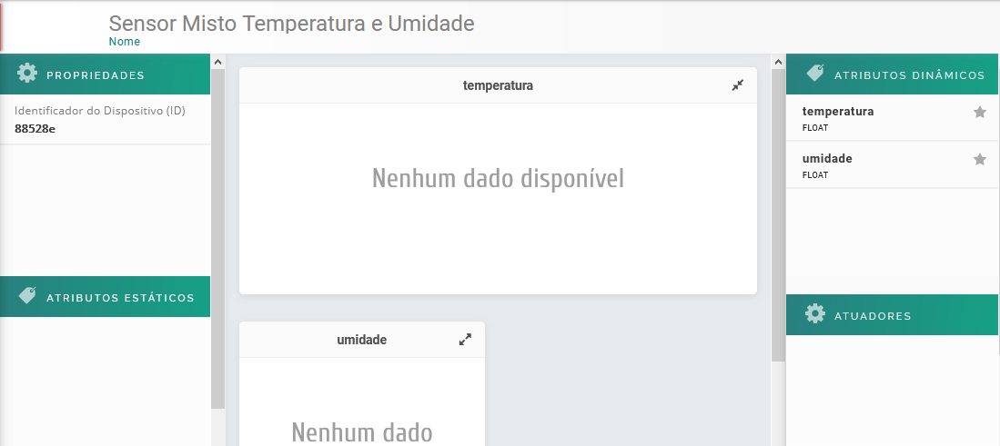 Sensor Misto Temperatura e Umidade
Nome
PROPRIEDADES
Identificador do Dispositivo (ID)
88528e
ATRIBUTOS ESTÁTICOS
temperatura
Nenhum dado disponível
umidade
Nenhum dado
ATRIBUTOS DINÂMICOS
temperatura
FLOAT
umidade
FLOAT
ATUADORES